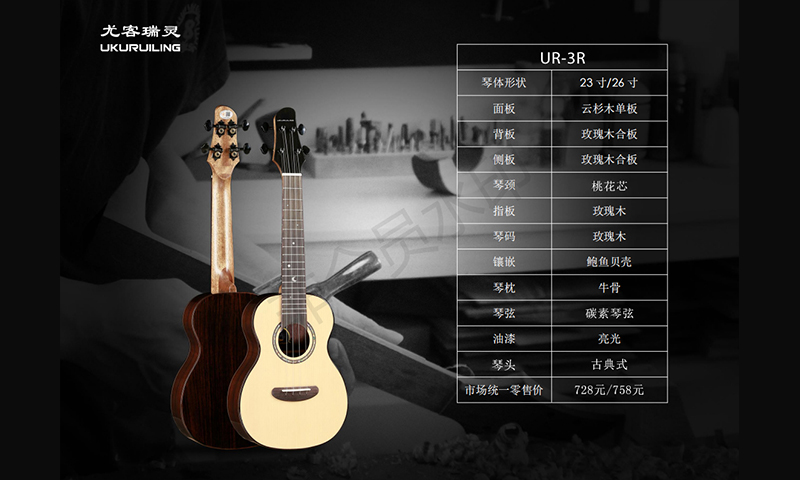 尤客瑞灵
UKURUILING
UR-3R
琴体形状 23寸/26寸
面板 云杉木单板
背板 玫瑰木合板
侧板 玫瑰木合板
琴颈 桃花芯
指板 玫瑰木
琴码 玫瑰木
镶嵌 鲍鱼贝壳
琴枕 牛骨
琴弦 碳素琴弦
油漆 亮光
琴头 古典式
市场统一零售价 728元/758元